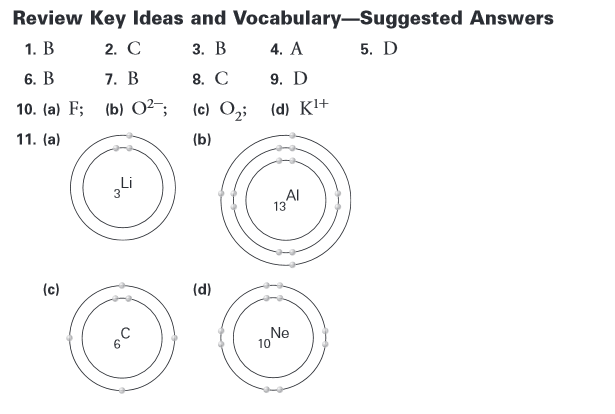 Review Key Ideas and Vocabulary—Suggested Answers
1. B 2. C 3. B 4. A 5. D
6. B 7. B 8. C 9. D
10. (a) F; (b) O²⁻; (c) O₂; (d) K¹⁺
11. (a) (b)
₃Li ₁₃Al
(c) (d)
₆C ₁₀Ne